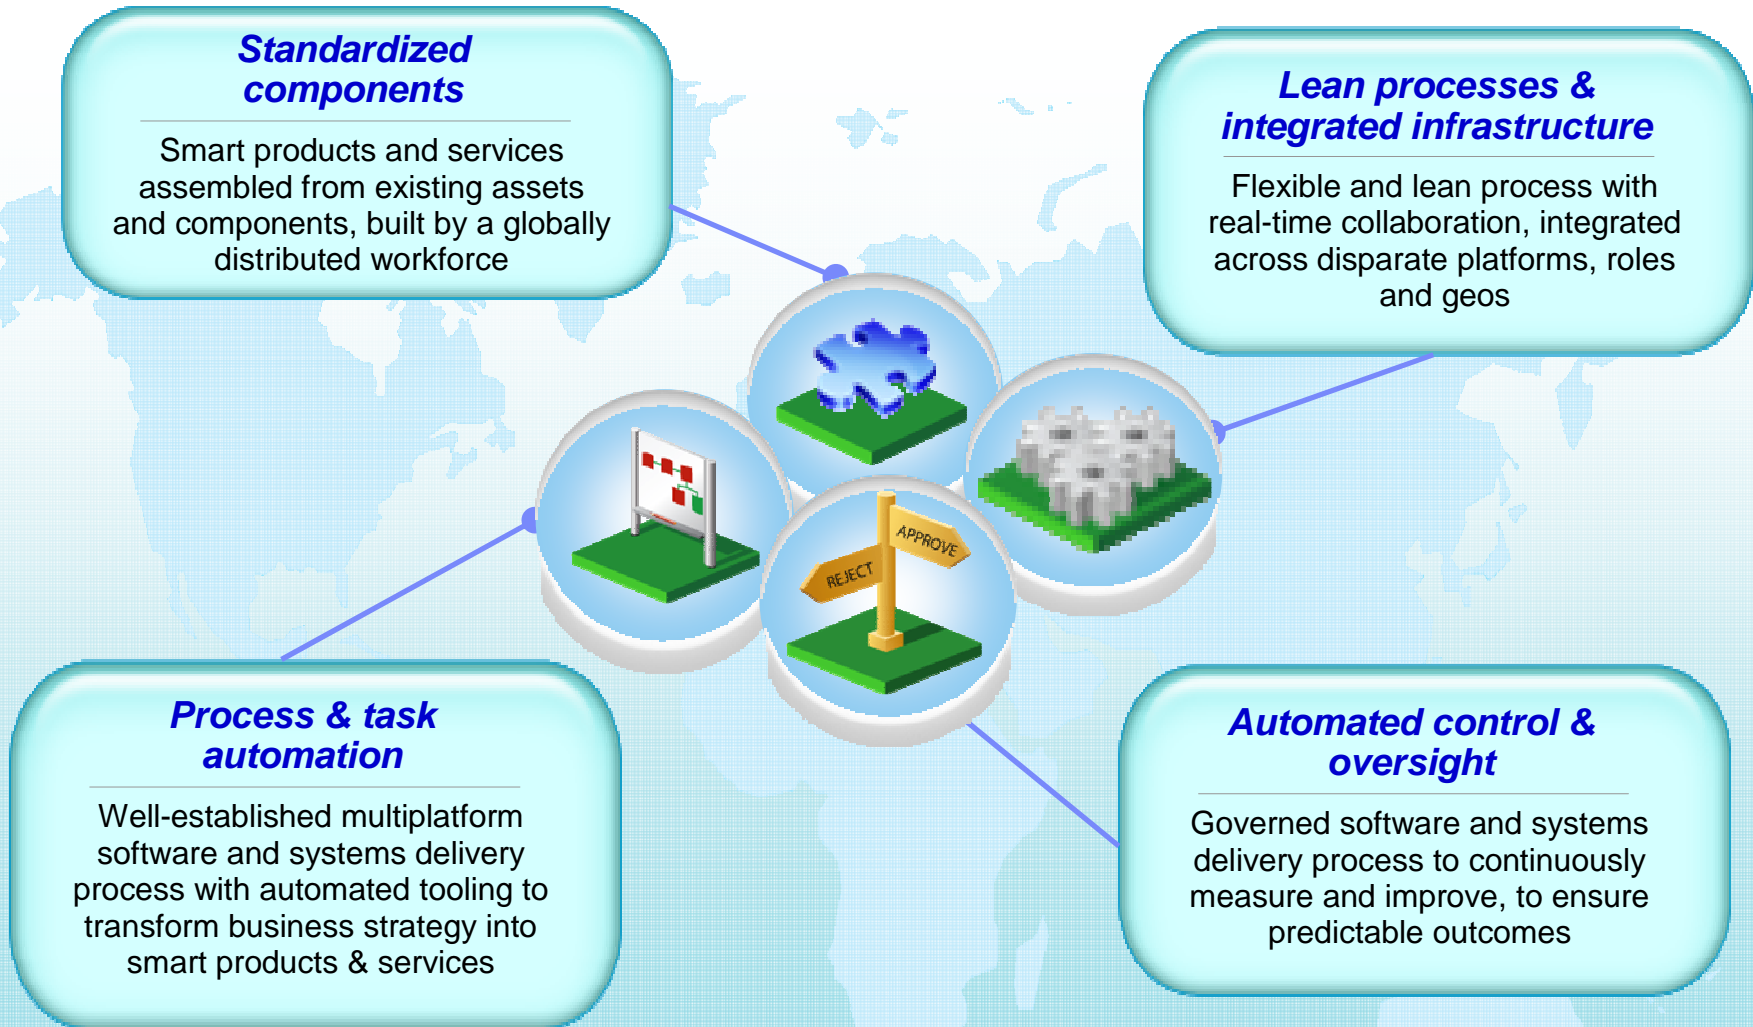 Standardized
components
Smart products and services
assembled from existing assets
and components, built by a globally
distributed workforce
Lean processes &
integrated infrastructure
Flexible and lean process with
real-time collaboration, integrated
across disparate platforms, roles
and geos
APPROVE
REJECT
Process & task
automation
Well-established multiplatform
software and systems delivery
process with automated tooling to
transform business strategy into
smart products & services
Automated control &
oversight
Governed software and systems
delivery process to continuously
measure and improve, to ensure
predictable outcomes